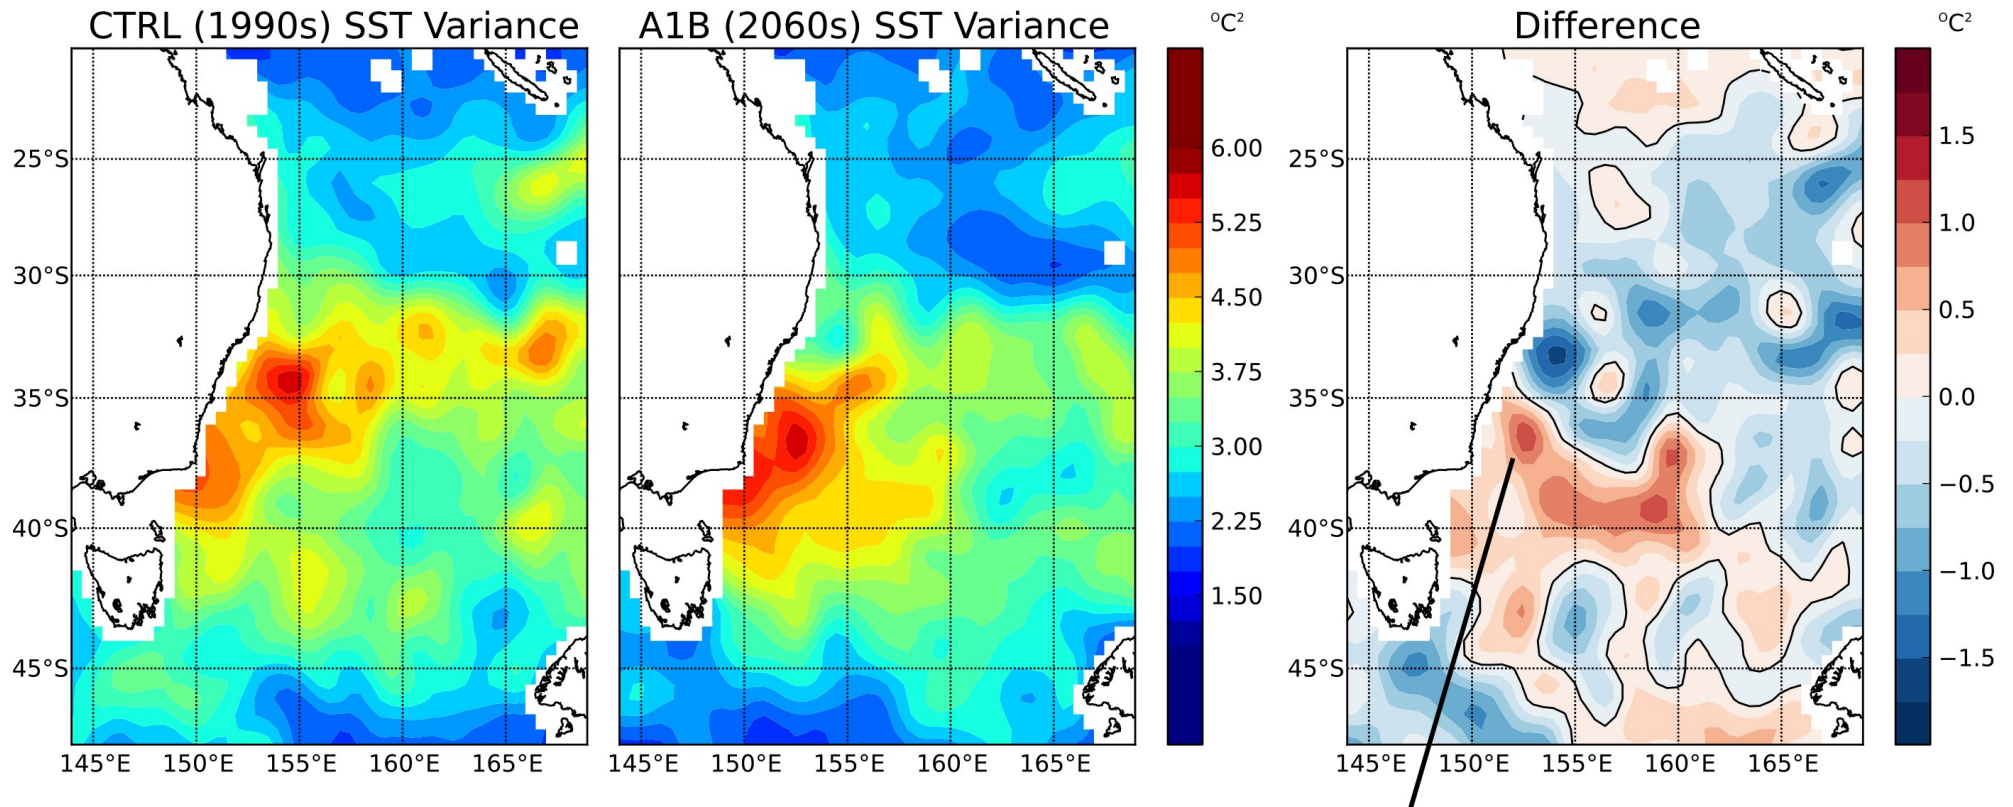 CTRL (1990s) SST Variance
A1B (2060s) SST Variance
°C²
Difference
°C²
25°S
30°S
35°S
40°S
45°S
145°E 150°E 155°E 160°E 165°E
145°E 150°E 155°E 160°E 165°E
6.00
5.25
4.50
3.75
3.00
2.25
1.50
25°S
30°S
35°S
40°S
45°S
145°E 150°E 155°E 160°E 165°E
1.5
1.0
0.5
0.0
−0.5
−1.0
−1.5